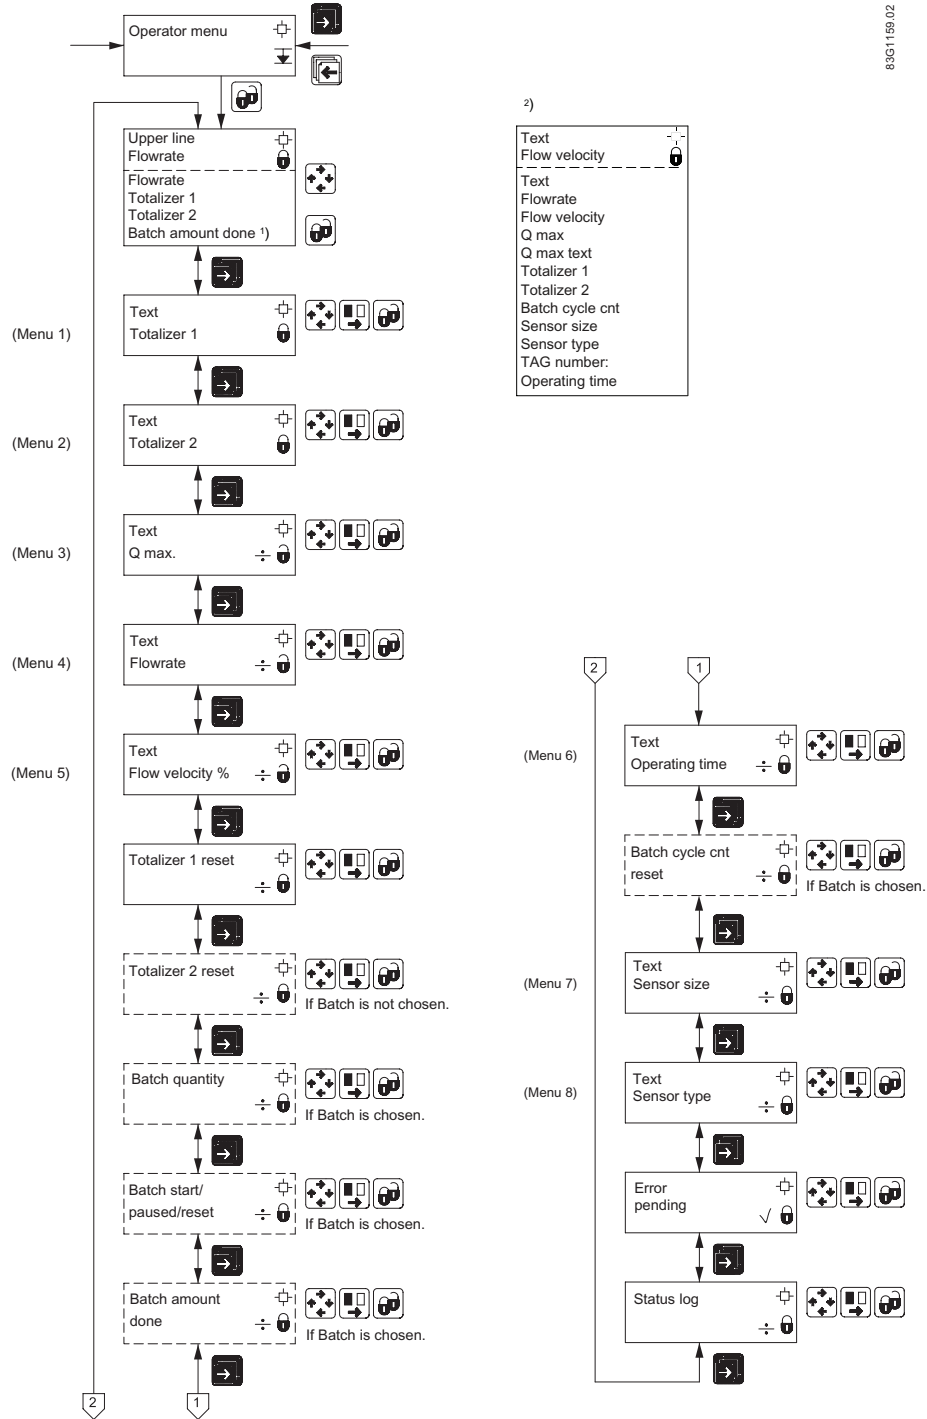 83G1159.02
Operator menu
Upper line
Flowrate
Flowrate
Totalizer 1
Totalizer 2
Batch amount done ¹)
(Menu 1)
Text
Totalizer 1
(Menu 2)
Text
Totalizer 2
(Menu 3)
Text
Q max.
(Menu 4)
Text
Flowrate
(Menu 5)
Text
Flow velocity %
Totalizer 1 reset
Totalizer 2 reset
If Batch is not chosen.
Batch quantity
If Batch is chosen.
Batch start/
paused/reset
If Batch is chosen.
Batch amount
done
If Batch is chosen.
2
1
²)
Text
Flow velocity
Text
Flowrate
Flow velocity
Q max
Q max text
Totalizer 1
Totalizer 2
Batch cycle cnt
Sensor size
Sensor type
TAG number:
Operating time
2
1
(Menu 6)
Text
Operating time
Batch cycle cnt
reset
If Batch is chosen.
(Menu 7)
Text
Sensor size
(Menu 8)
Text
Sensor type
Error
pending
Status log